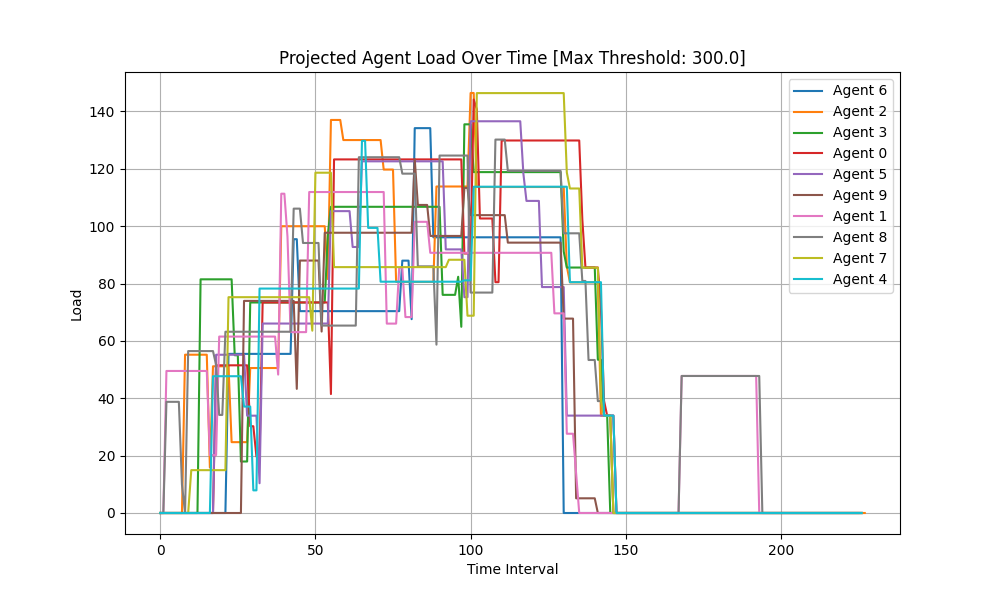 Projected Agent Load Over Time [Max Threshold: 300.0]
Load
140
120
100
80
60
40
20
0
0
50
100
150
200
Time Interval
Agent 6
Agent 2
Agent 3
Agent 0
Agent 5
Agent 9
Agent 1
Agent 8
Agent 7
Agent 4